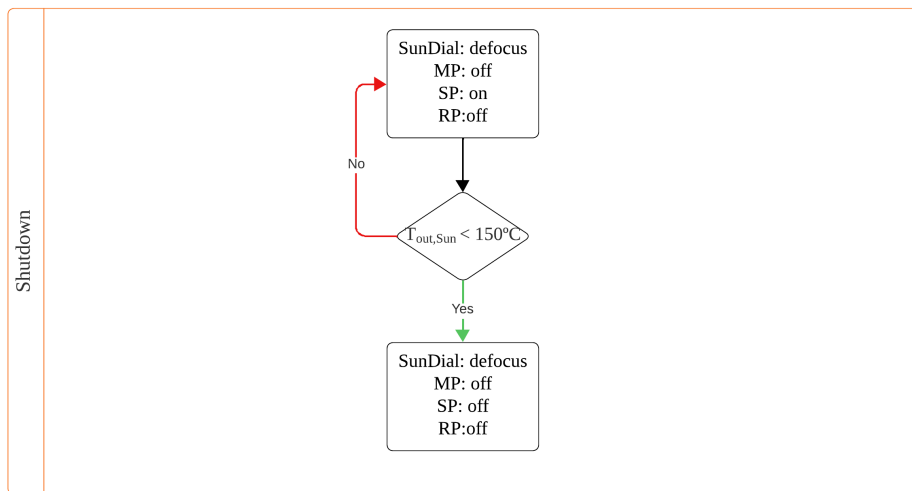 SunDial: defocus
MP: off
SP: on
RP:off
No
Tout,Sun < 150ºC
Shutdown
Yes
SunDial: defocus
MP: off
SP: off
RP:off